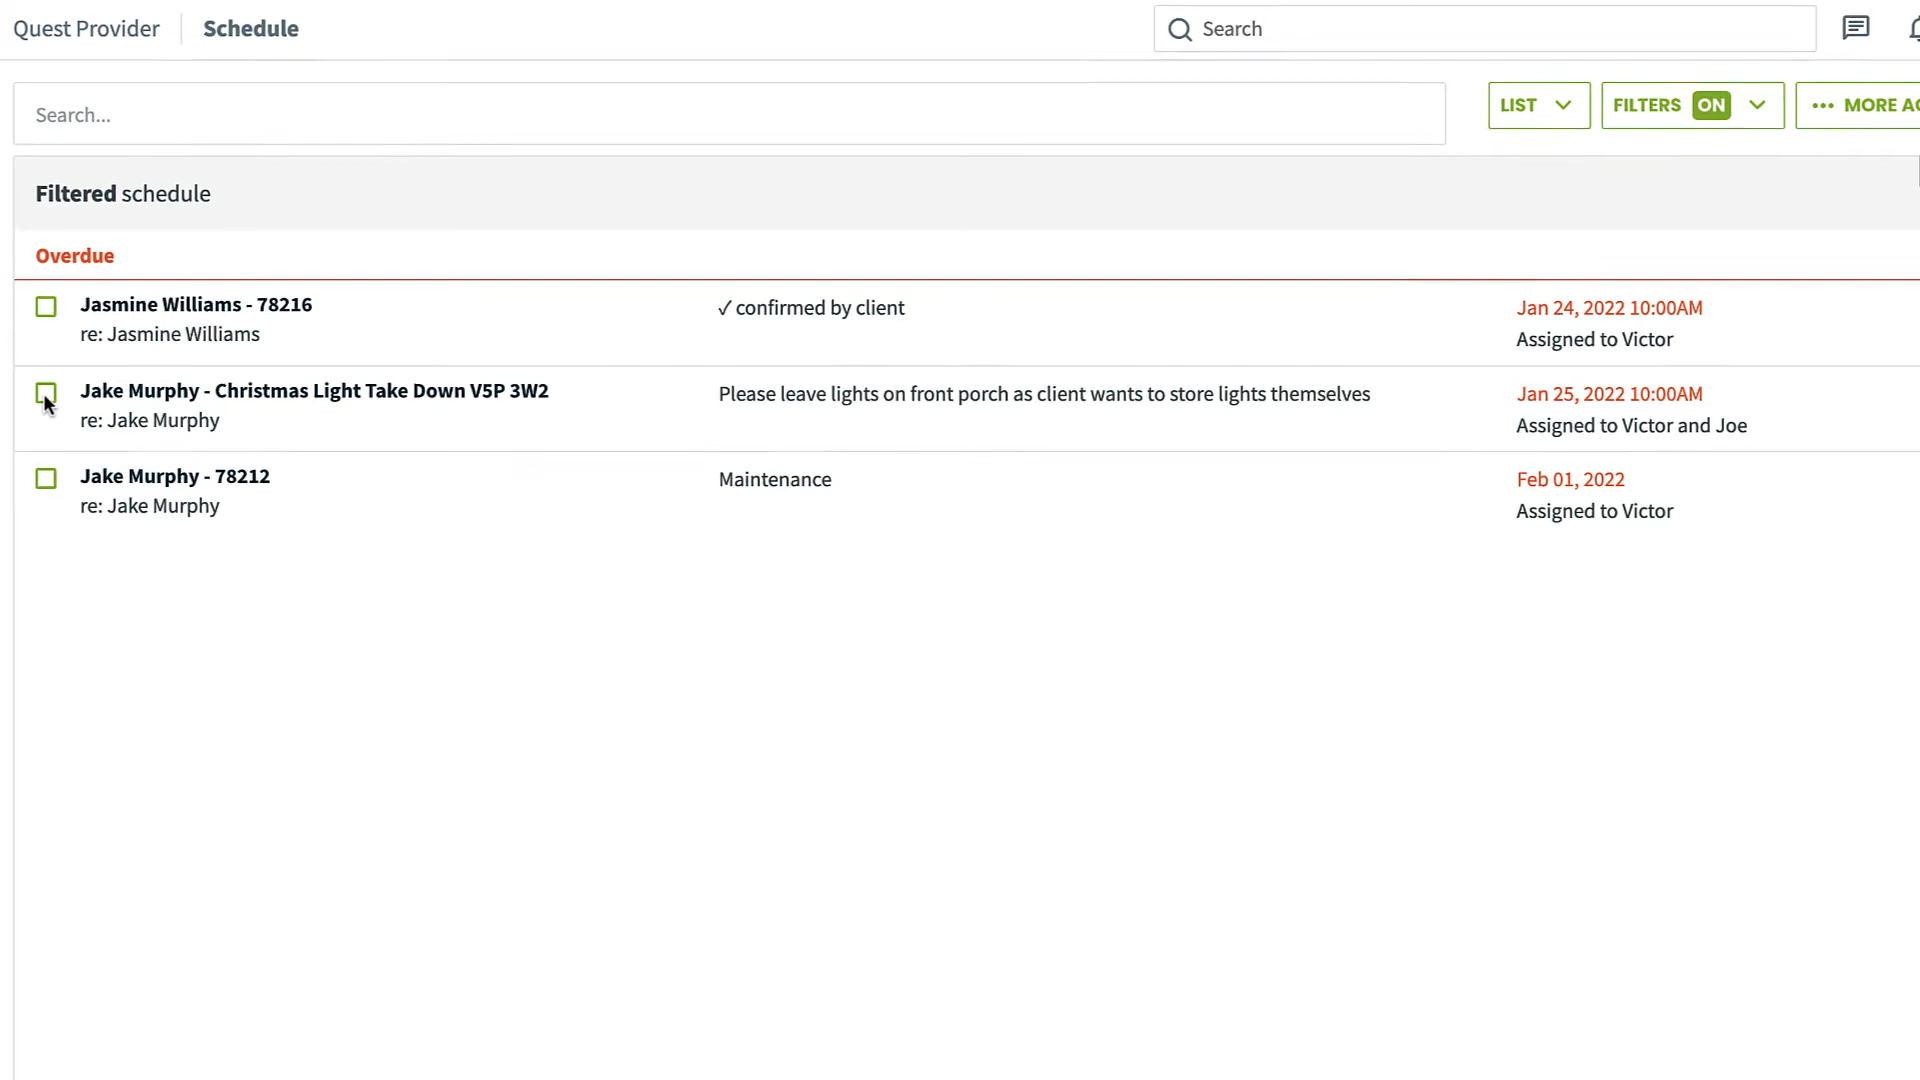 Quest Provider
Schedule
Search
Search...
LIST
FILTERS ON
••• MORE
Filtered schedule
Overdue
Jasmine Williams - 78216
re: Jasmine Williams
✓ confirmed by client
Jan 24, 2022 10:00AM
Assigned to Victor
Jake Murphy - Christmas Light Take Down V5P 3W2
re: Jake Murphy
Please leave lights on front porch as client wants to store lights themselves
Jan 25, 2022 10:00AM
Assigned to Victor and Joe
Jake Murphy - 78212
re: Jake Murphy
Maintenance
Feb 01, 2022
Assigned to Victor